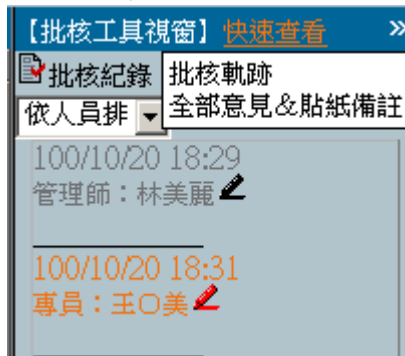 【批核工具視窗】 快速查看 »
批核紀錄
批核軌跡
全部意見&貼紙備註
依人員排
100/10/20 18:29
管理師：林美麗
100/10/20 18:31
專員：王○美